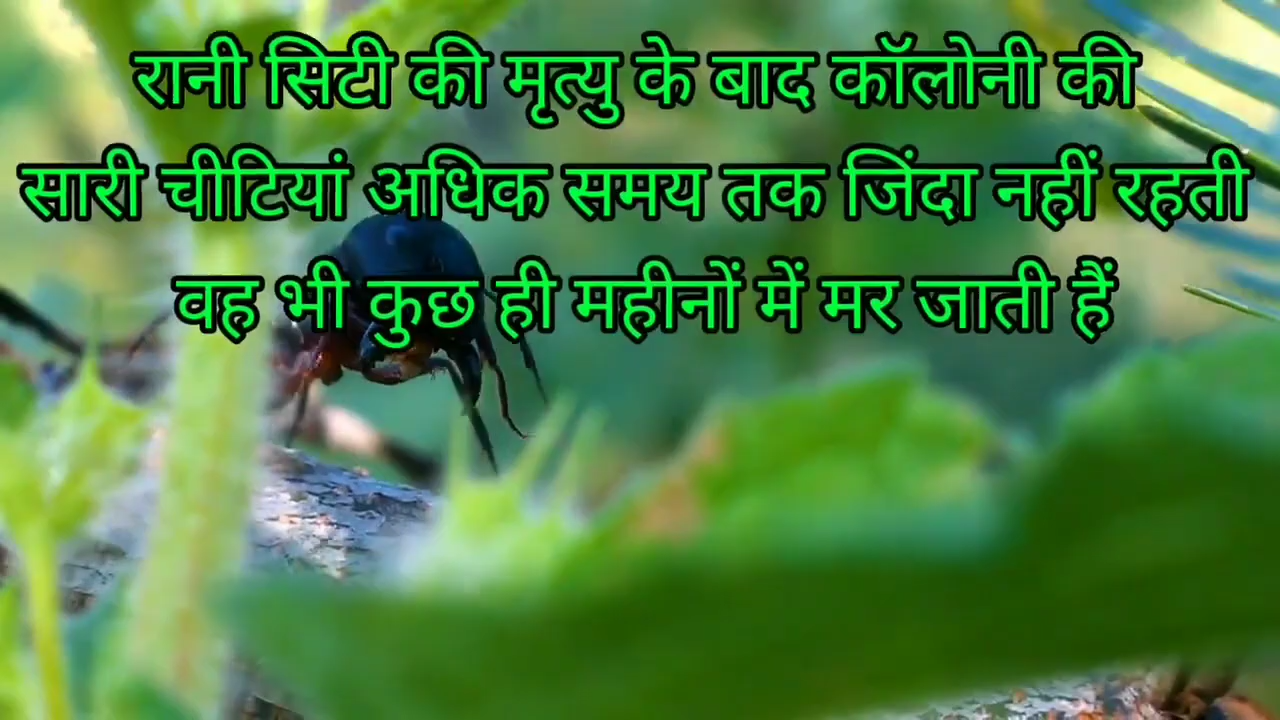 रानी सिटी की मृत्यु के बाद कॉलोनी की
सारी चीटियां अधिक समय तक जिंदा नहीं रहती
वह भी कुछ ही महीनों में मर जाती हैं